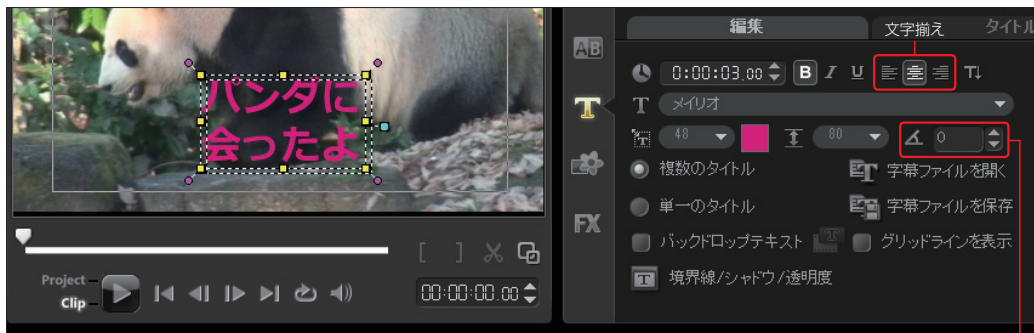 パンダに
会ったよ
Project
Clip
[ ]
00:00:00.00
AB
T
FX
編集
文字揃え
タイトル
0:00:03.00
B I U
T メイリオ
48
80
0
複数のタイトル
字幕ファイルを開く
単一のタイトル
字幕ファイルを保存
バックドロップテキスト
グリッドラインを表示
境界線/シャドウ/透明度